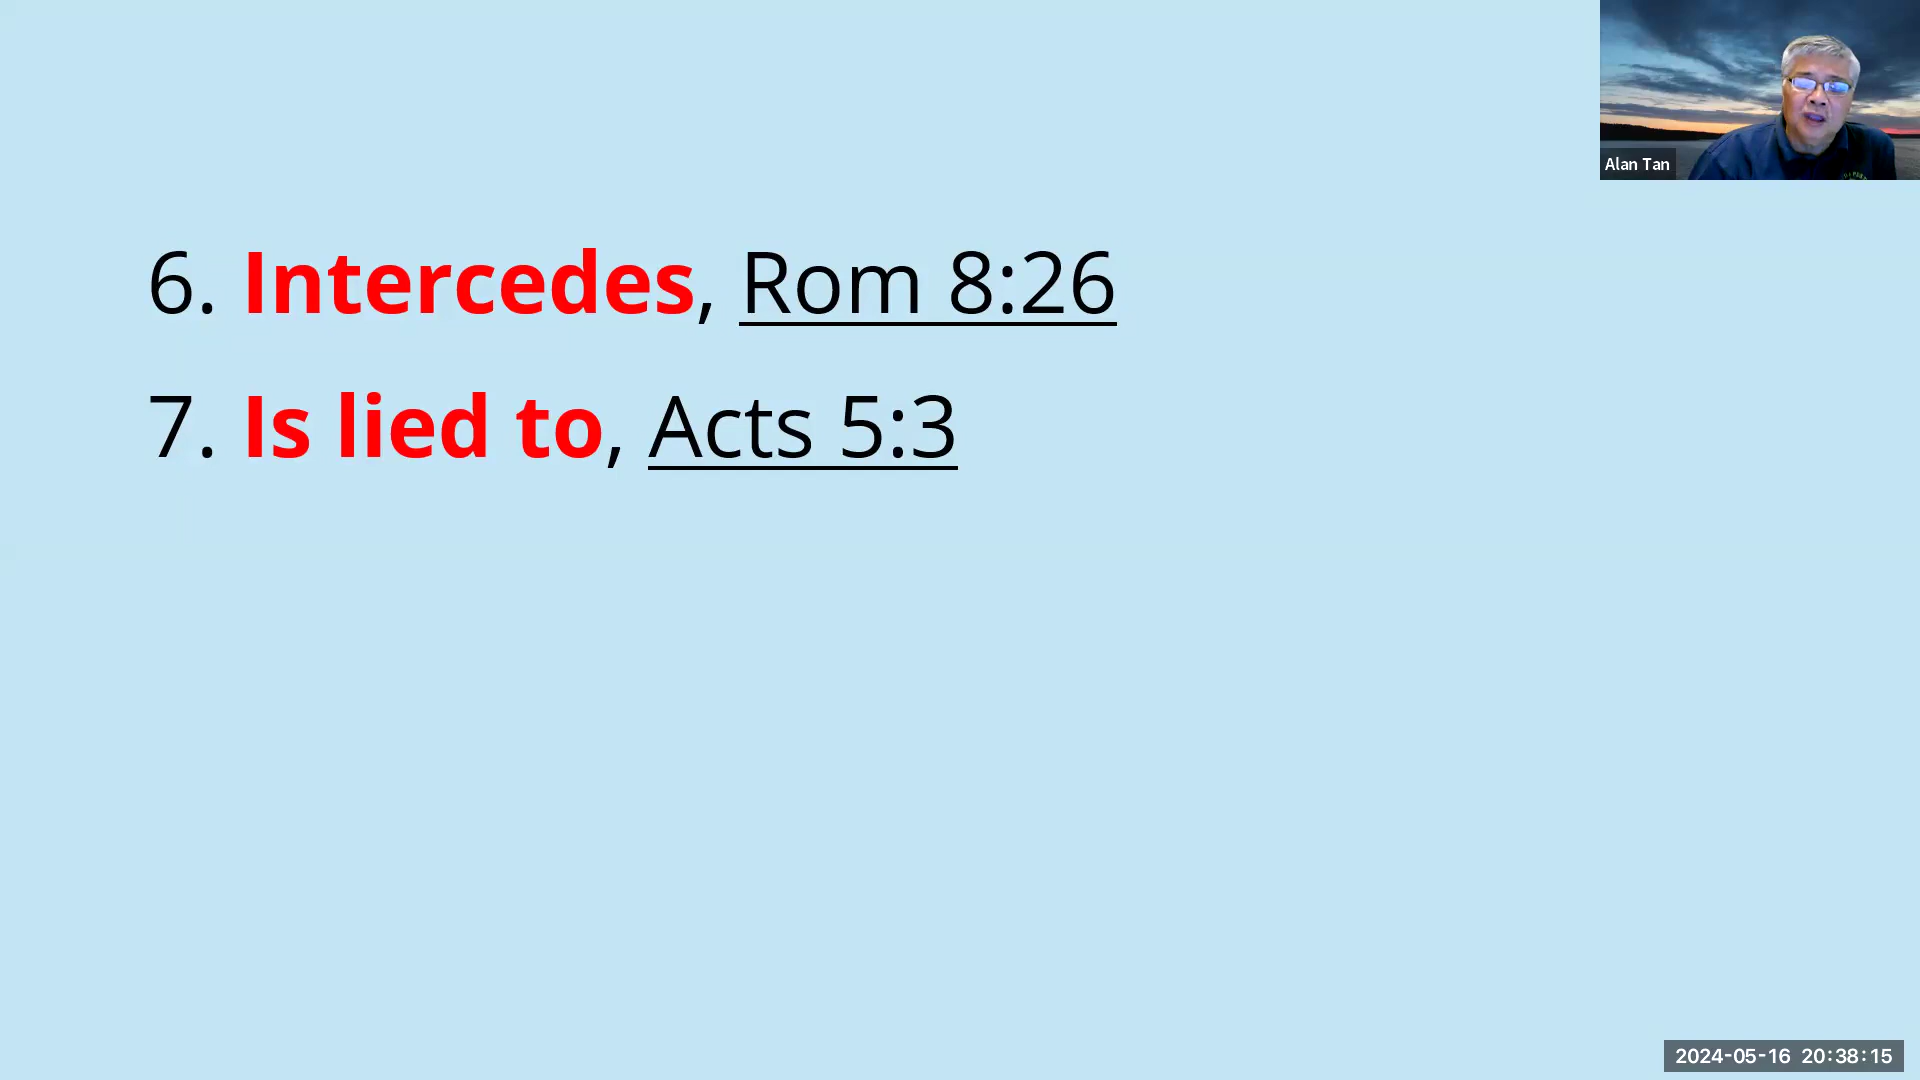 Alan Tan
6. Intercedes, Rom 8:26
7. Is lied to, Acts 5:3
2024-05-16 20:38:15